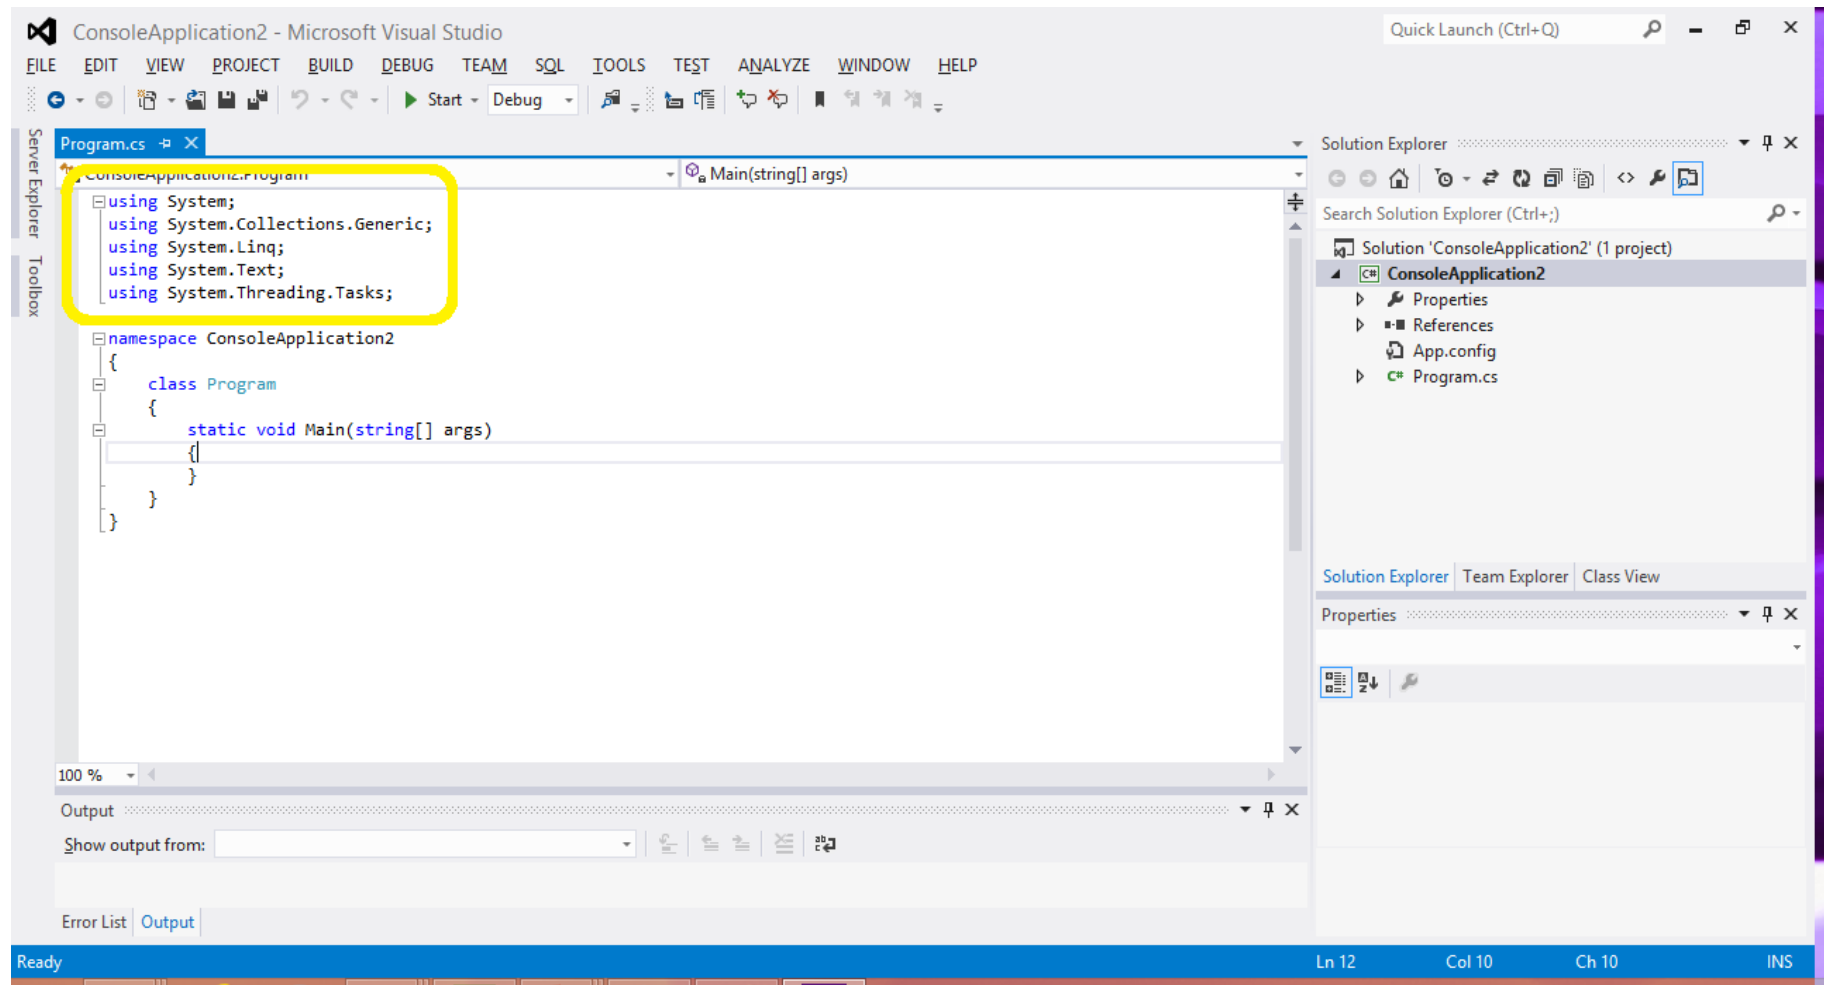 ConsoleApplication2 - Microsoft Visual Studio
Quick Launch (Ctrl+Q)
FILE EDIT VIEW PROJECT BUILD DEBUG TEAM SQL TOOLS TEST ANALYZE WINDOW HELP
Start Debug
Server Explorer
Toolbox
Program.cs
ConsoleApplication2.Program
Main(string[] args)
using System;
using System.Collections.Generic;
using System.Linq;
using System.Text;
using System.Threading.Tasks;
namespace ConsoleApplication2
{
class Program
{
static void Main(string[] args)
{
}
}
}
100 %
Output
Show output from:
Error List Output
Solution Explorer
Search Solution Explorer (Ctrl+;)
Solution 'ConsoleApplication2' (1 project)
C# ConsoleApplication2
Properties
References
App.config
C# Program.cs
Solution Explorer Team Explorer Class View
Properties
Ready
Ln 12 Col 10 Ch 10 INS